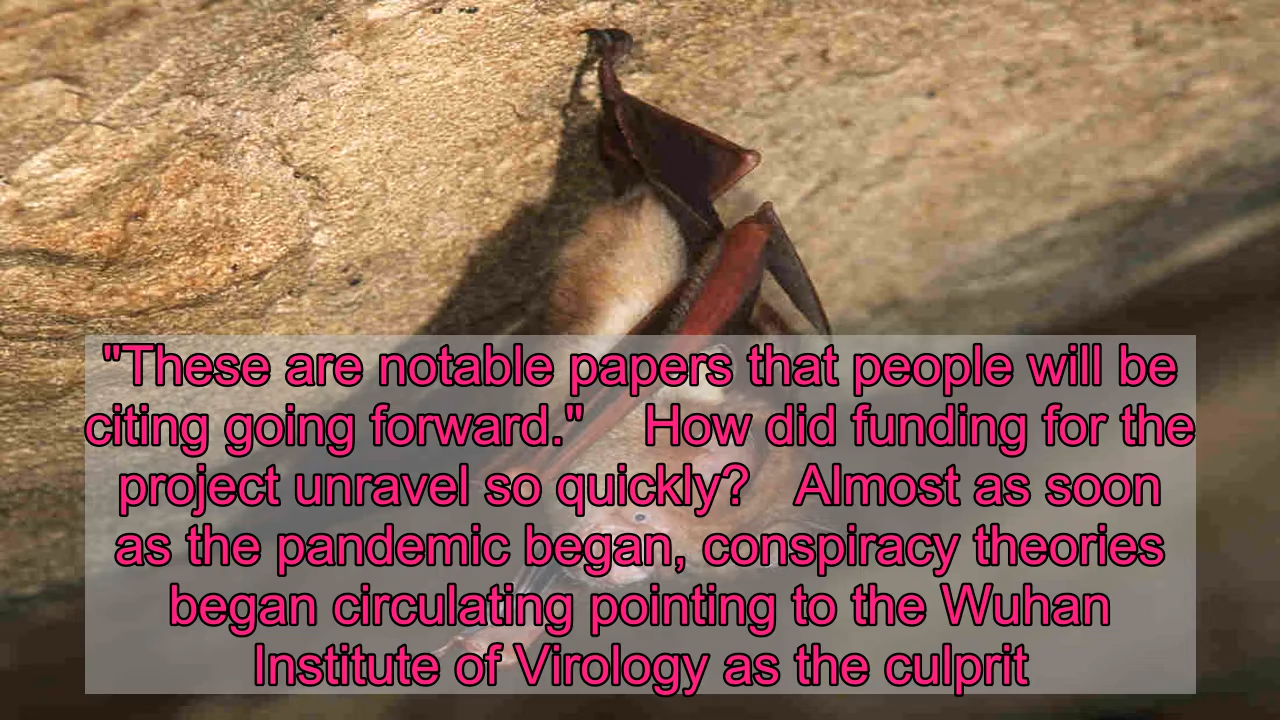 "These are notable papers that people will be
citing going forward." How did funding for the
project unravel so quickly? Almost as soon
as the pandemic began, conspiracy theories
began circulating pointing to the Wuhan
Institute of Virology as the culprit